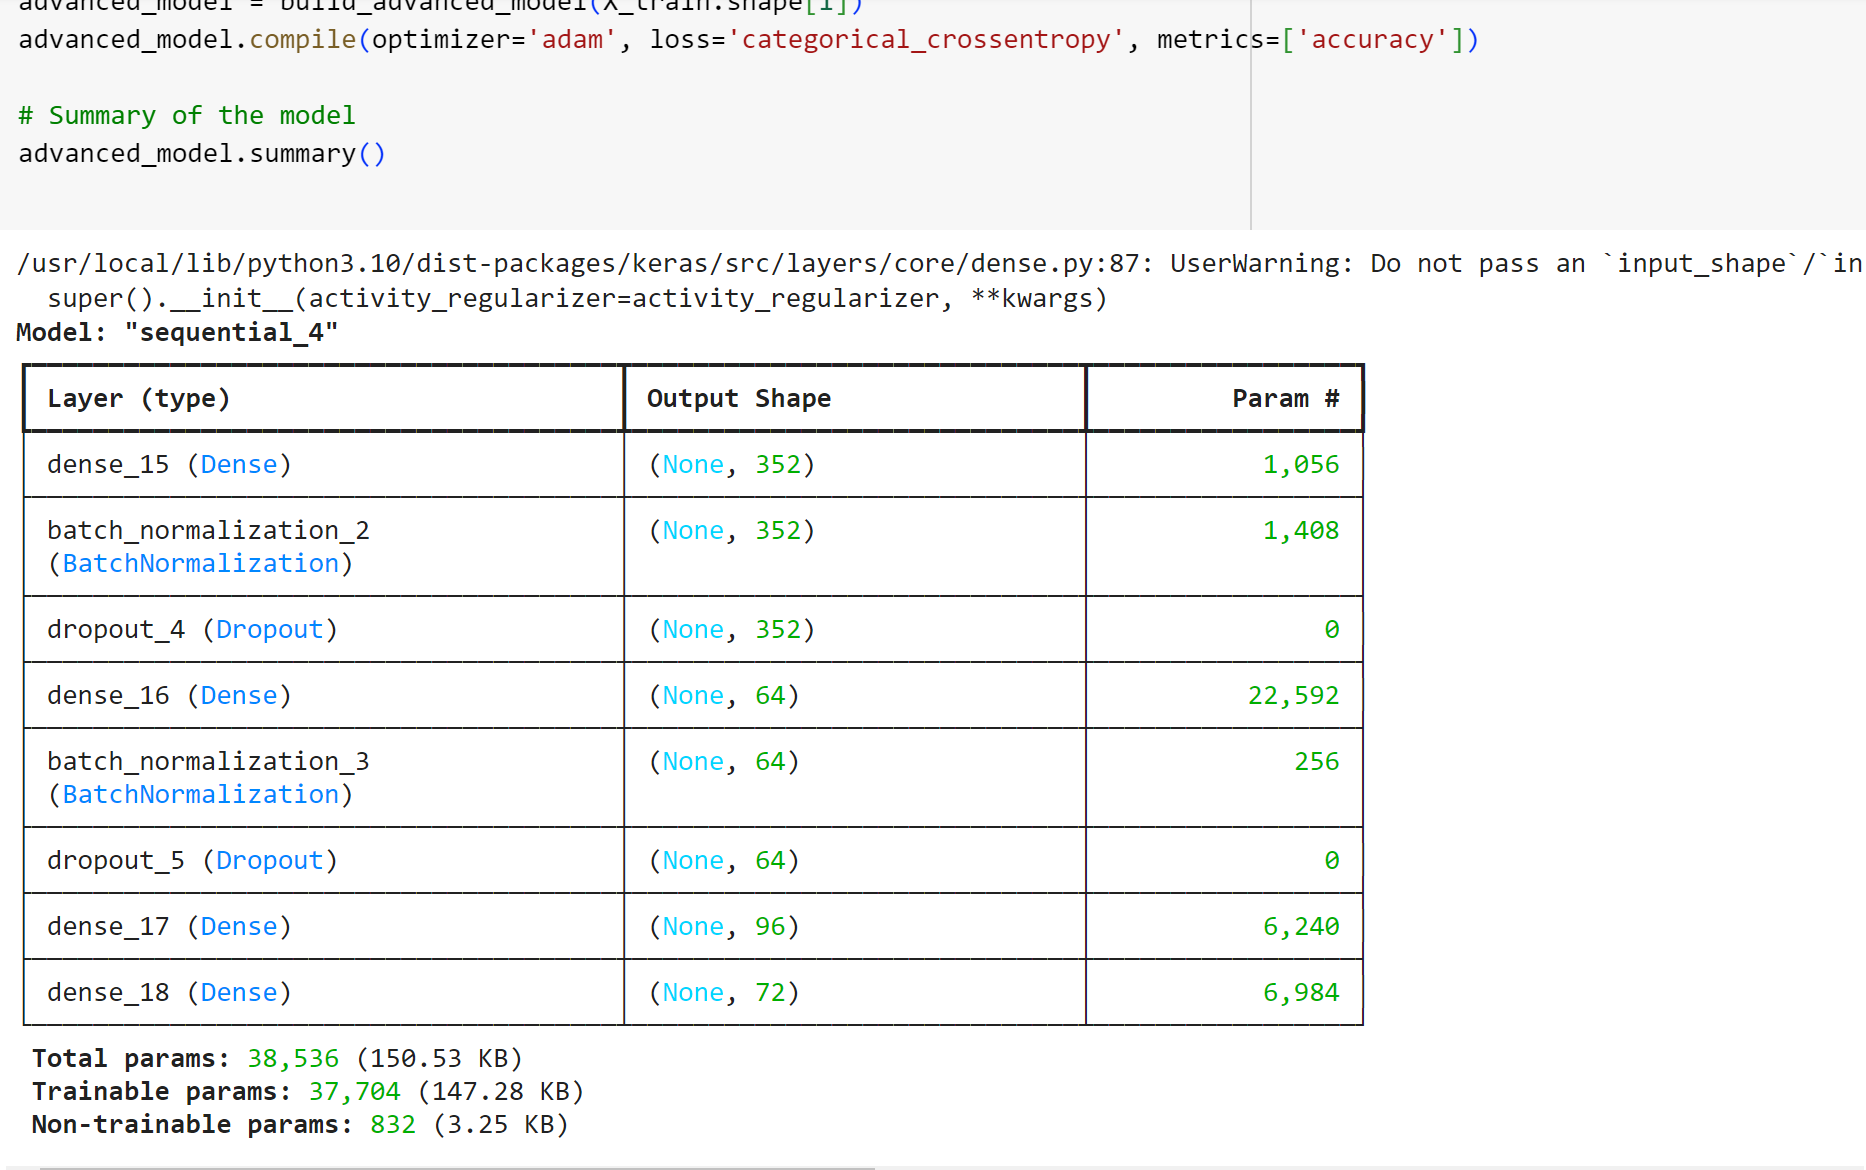 advanced_model = build_advanced_model(X_train.shape[1])
advanced_model.compile(optimizer='adam', loss='categorical_crossentropy', metrics=['accuracy'])
# Summary of the model
advanced_model.summary()
/usr/local/lib/python3.10/dist-packages/keras/src/layers/core/dense.py:87: UserWarning: Do not pass an `input_shape`/`in
super().__init__(activity_regularizer=activity_regularizer, **kwargs)
Model: "sequential_4"
Layer (type) Output Shape Param #
dense_15 (Dense) (None, 352) 1,056
batch_normalization_2 (None, 352) 1,408
(BatchNormalization)
dropout_4 (Dropout) (None, 352) 0
dense_16 (Dense) (None, 64) 22,592
batch_normalization_3 (None, 64) 256
(BatchNormalization)
dropout_5 (Dropout) (None, 64) 0
dense_17 (Dense) (None, 96) 6,240
dense_18 (Dense) (None, 72) 6,984
Total params: 38,536 (150.53 KB)
Trainable params: 37,704 (147.28 KB)
Non-trainable params: 832 (3.25 KB)